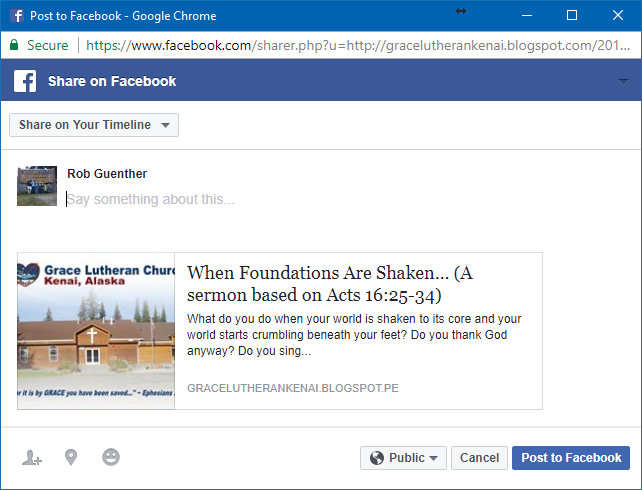 Post to Facebook - Google Chrome
Secure https://www.facebook.com/sharer.php?u=http://gracelutherankenai.blogspot.com/201...
Share on Facebook
Share on Your Timeline
Rob Guenther
Say something about this...
Grace Lutheran Churc
Kenai, Alaska
or it is by GRACE you have been saved..." ~ Ephesians
When Foundations Are Shaken... (A
sermon based on Acts 16:25-34)
What do you do when your world is shaken to its core and your
world starts crumbling beneath your feet? Do you thank God
anyway? Do you sing...
GRACELUTHERANKENAI.BLOGSPOT.PE
Public Cancel Post to Facebook